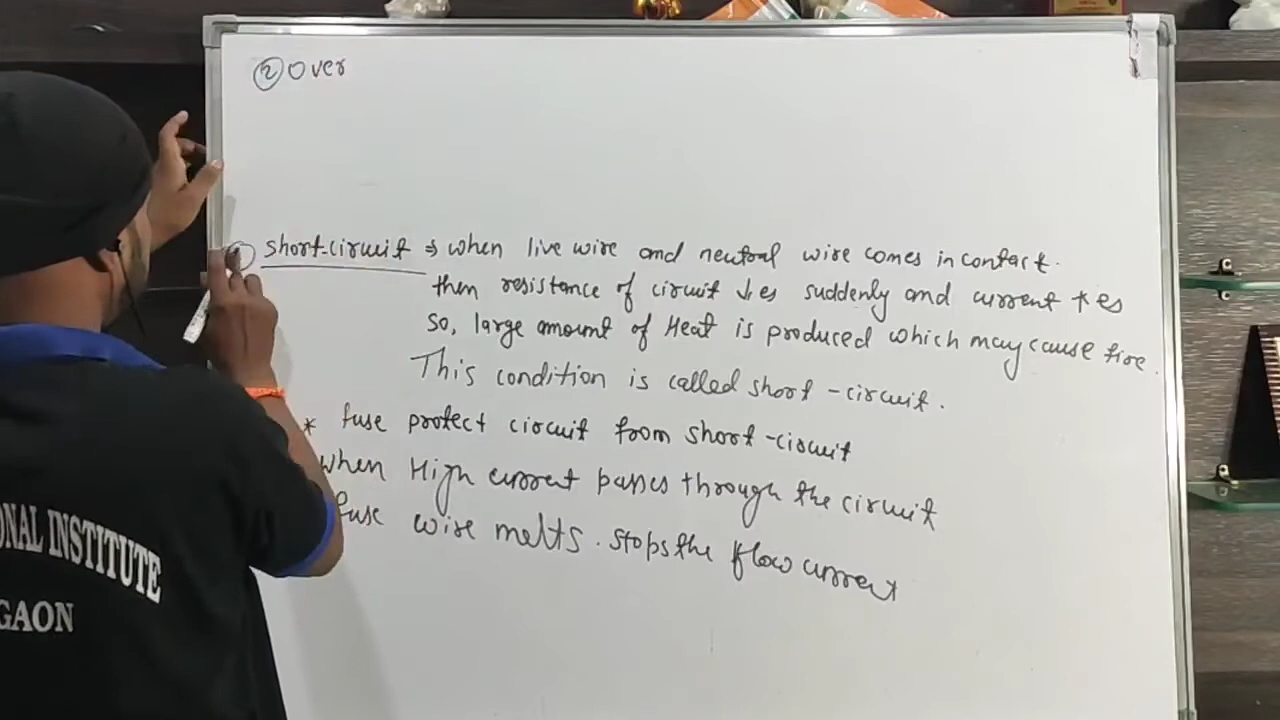 ② Over
① Short-circuit ⇒ when live wire and neutral wire comes in contact.
then resistance of circuit ↓es suddenly and current ↑es
So, large amount of Heat is produced which may cause fire.
This condition is called short-circuit.
* fuse protect circuit from short-circuit
when High current passes through the circuit
fuse wire melts. stops the flow current
ONAL INSTITUTE
GAON